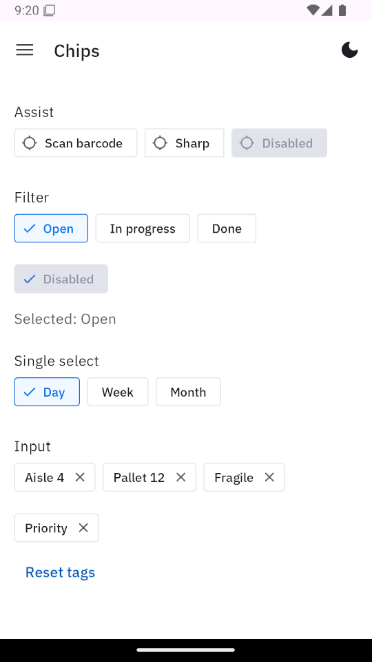 9:20
Chips
Assist
Scan barcode Sharp Disabled
Filter
Open In progress Done
Disabled
Selected: Open
Single select
Day Week Month
Input
Aisle 4 Pallet 12 Fragile
Priority
Reset tags